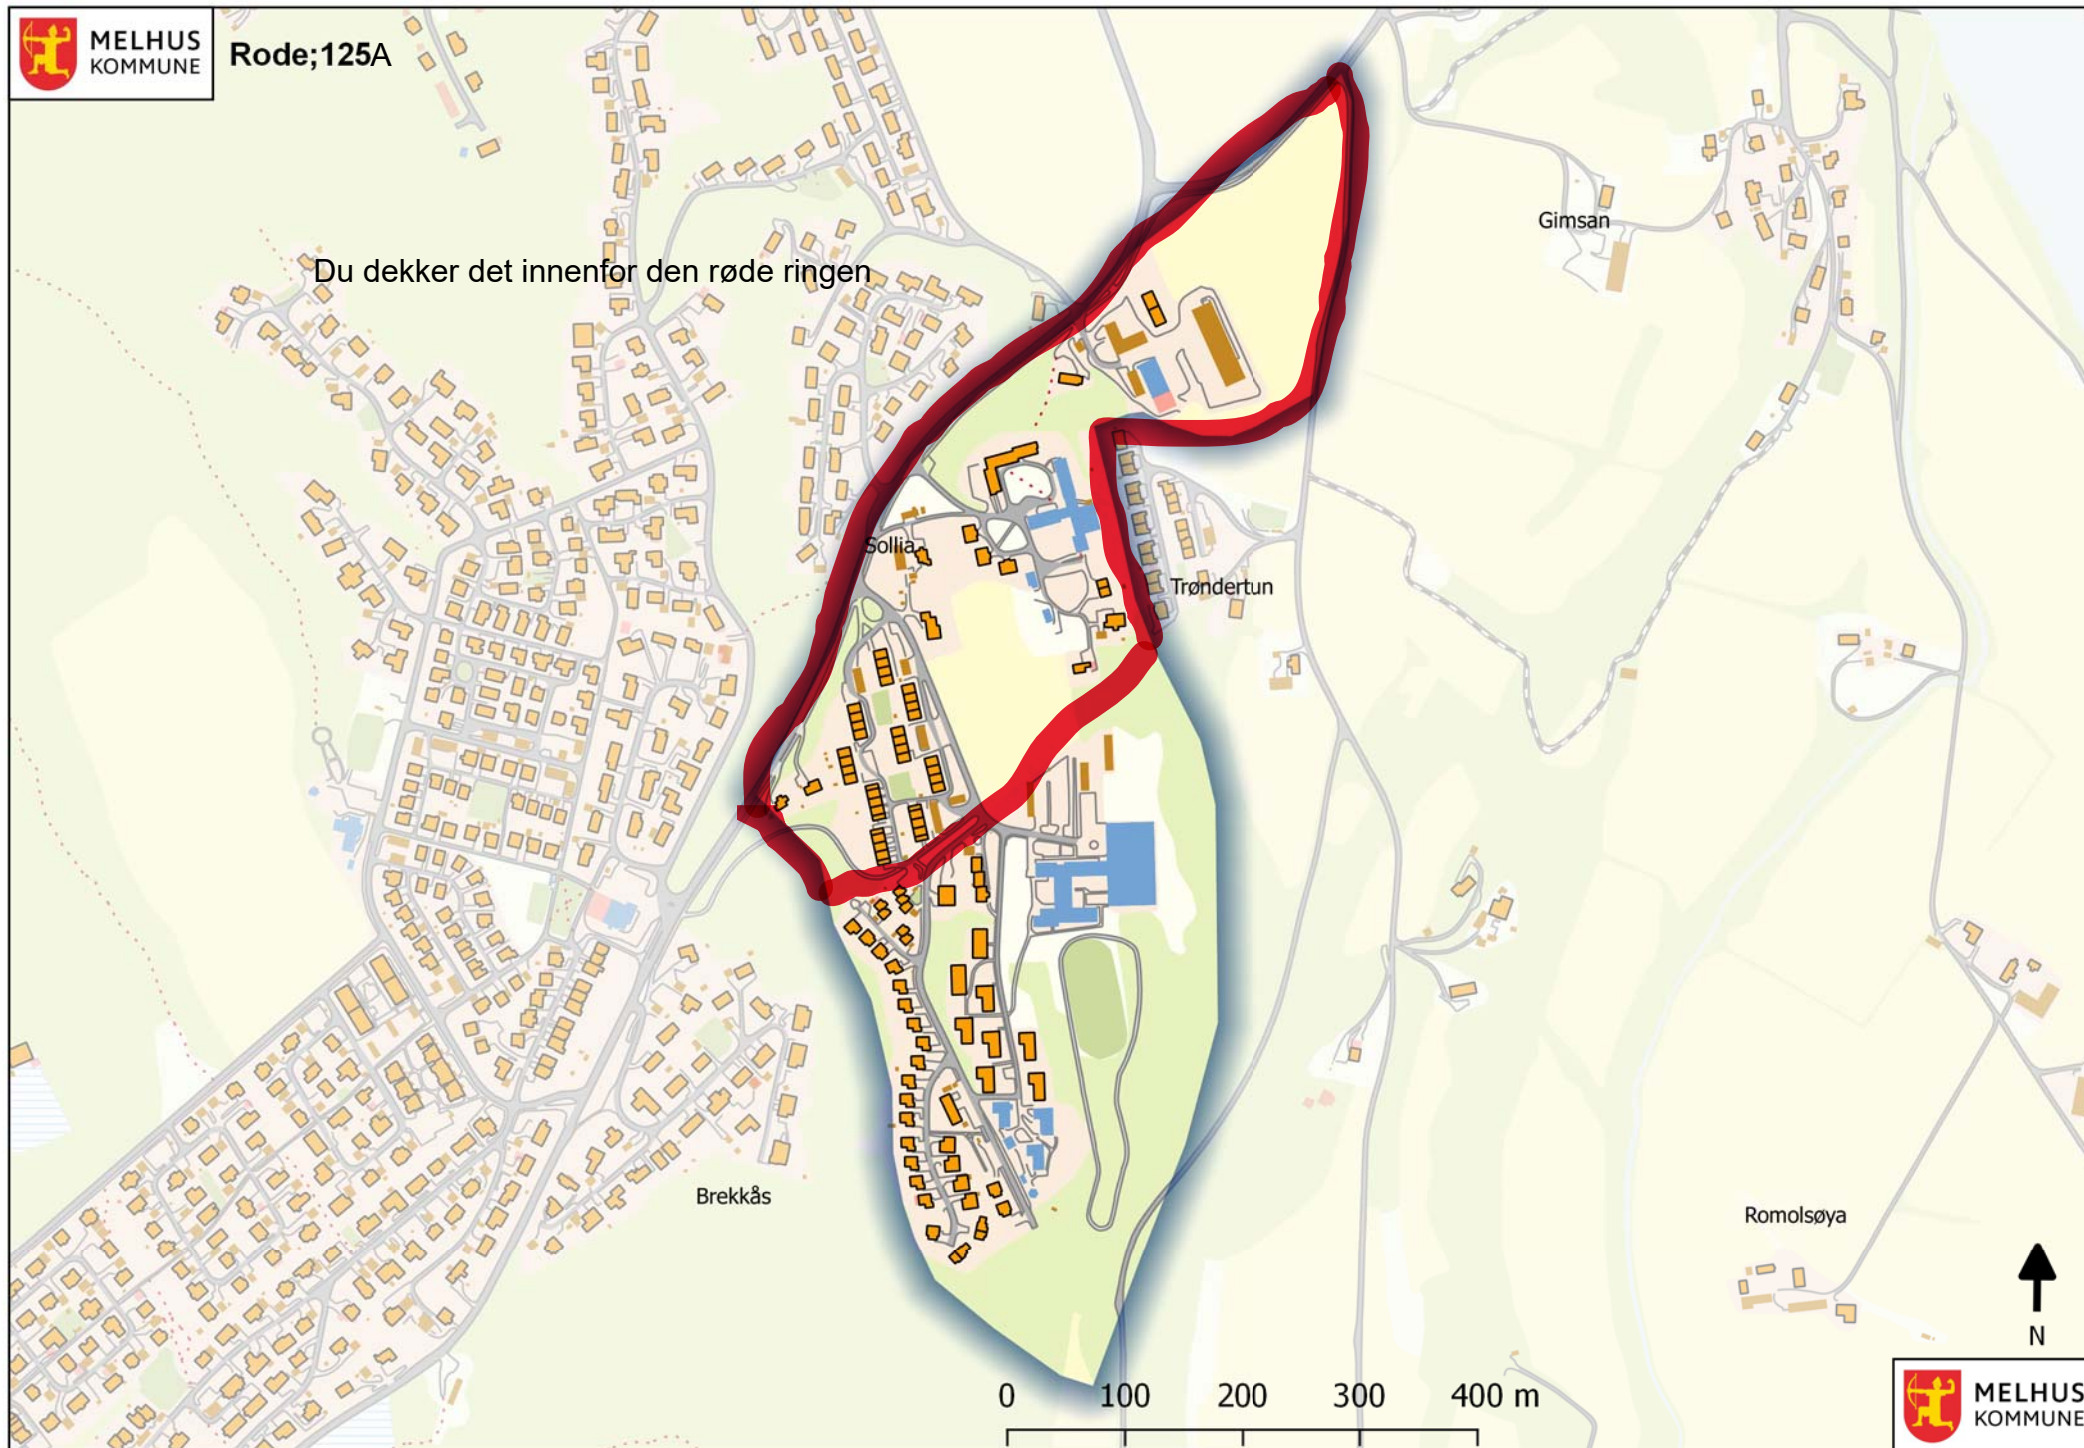 MELHUS
KOMMUNE
Rode;125A
Du dekker det innenfor den røde ringen
Gimsan
Sollia
Trøndertun
Brekkås
Romolsøya
N
0 100 200 300 400 m
MELHUS
KOMMUNE